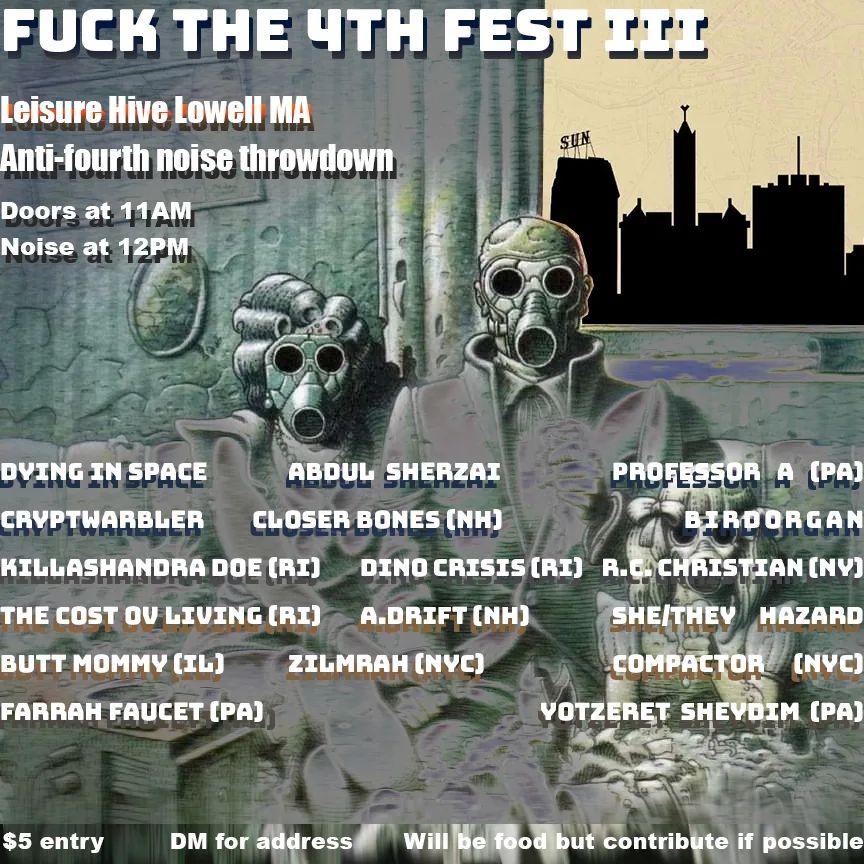 FUCK THE 4TH FEST III
Leisure Hive Lowell MA
Anti-fourth noise throwdown
Doors at 11AM
Noise at 12PM
SUN
DYING IN SPACE ABDUL SHERZAI PROFESSOR A (PA)
CRYPTWARBLER CLOSER BONES (NH) BIRDORGAN
KILLASHANDRA DOE (RI) DINO CRISIS (RI) R.C. CHRISTIAN (NY)
THE COST OV LIVING (RI) A.DRIFT (NH) SHE/THEY HAZARD
BUTT MOMMY (IL) ZILMRAH (NYC) COMPACTOR (NYC)
FARRAH FAUCET (PA) YOTZERET SHEYDIM (PA)
$5 entry DM for address Will be food but contribute if possible